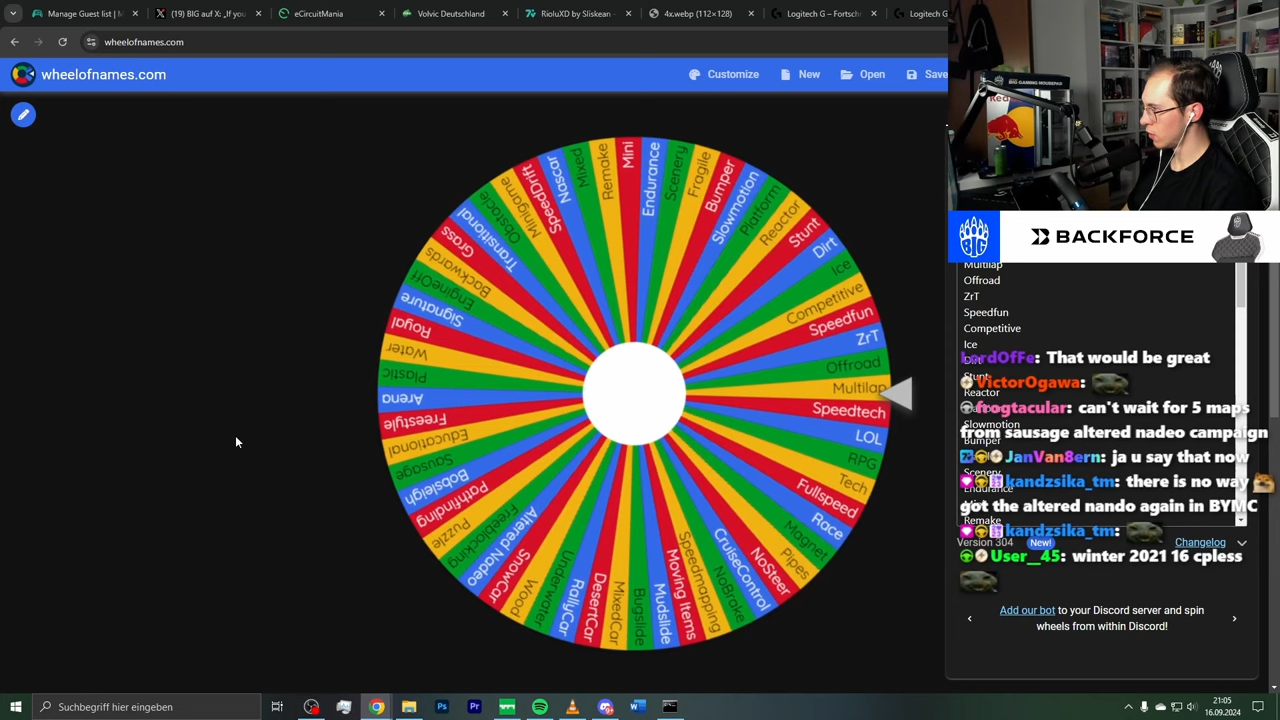 Manage Guest list | M
(19) BIG auf X: „If you
eCircuitMania
Volvic Deutschland
RioluXD by Sliskean -
4x.webp (112×128)
Logitech G – Fortsch
Logitech G
wheelofnames.com
wheelofnames.com
Customize
New
Open
Save
Mini
Endurance
Scenery
Fragile
Bumper
Slowmotion
Platform
Reactor
Stunt
Dirt
Ice
Competitive
Speedfun
ZrT
Offroad
Multilap
Speedtech
LOL
RPG
Tech
Fullspeed
Race
Magnet
Pipes
NoSteer
CruiseControl
NoBrake
Speedmapping
Moving Items
Mudslide
Bugslide
MixedCar
DesertCar
RallyCar
Underwater
Wood
SnowCar
Altered Nadeo
Freeblocking
Puzzle
Pathfinding
Bobsleigh
Sausage
Educational
Freestyle
Arena
Plastic
Water
Royal
Signature
EngineOff
Backwards
Grass
Transitional
Obstacle
Minigame
SpeedDrift
Nascar
Mixed
Remake
BIG
BACKFORCE
Multilap
Offroad
ZrT
Speedfun
Competitive
Ice
LordOfFe: That would be great
Stunt
VictorOgawa:
Reactor
frogtacular: can't wait for 5 maps
Slowmotion
from sausage altered nadeo campaign
Bumper
JanVan8ern: ja u say that now
Scenery
kandzsika_tm: there is no way
Endurance
got the altered nando again in BYMC
Remake
kandzsika_tm:
Version 304
New!
Changelog
User__45: winter 2021 16 cpless
Add our bot to your Discord server and spin
wheels from within Discord!
Suchbegriff hier eingeben
21:05
16.09.2024